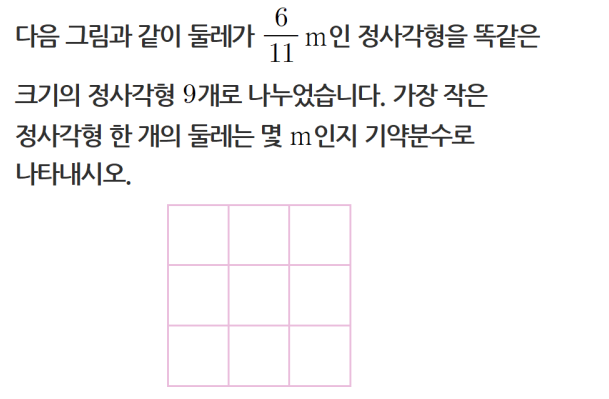 다음 그림과 같이 둘레가 6/11 m인 정사각형을 똑같은
크기의 정사각형 9개로 나누었습니다. 가장 작은
정사각형 한 개의 둘레는 몇 m인지 기약분수로
나타내시오.